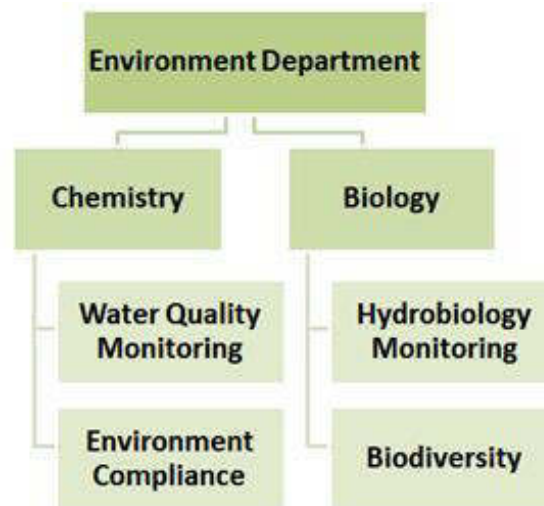 Environment Department
Chemistry
Biology
Water Quality
Monitoring
Hydrobiology
Monitoring
Environment
Compliance
Biodiversity